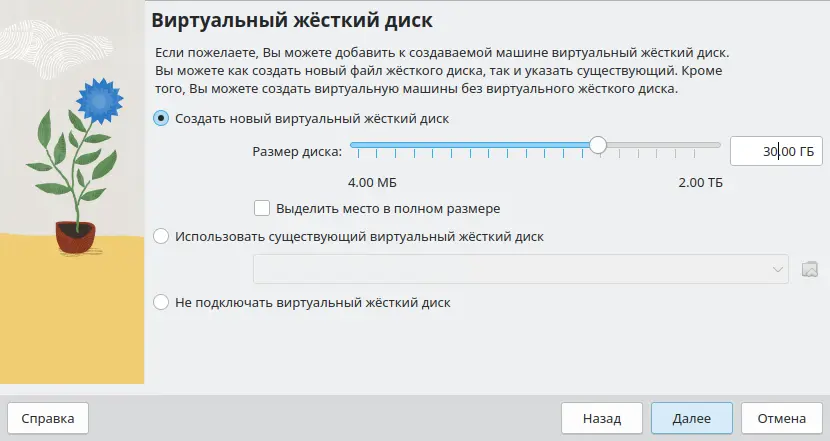 Виртуальный жёсткий диск
Если пожелаете, Вы можете добавить к создаваемой машине виртуальный жёсткий диск.
Вы можете как создать новый файл жёсткого диска, так и указать существующий. Кроме
того, Вы можете создать виртуальную машины без виртуального жёсткого диска.
Создать новый виртуальный жёсткий диск
Размер диска:
30,00 ГБ
4.00 МБ
2.00 ТБ
Выделить место в полном размере
Использовать существующий виртуальный жёсткий диск
Не подключать виртуальный жёсткий диск
Справка
Назад
Далее
Отмена